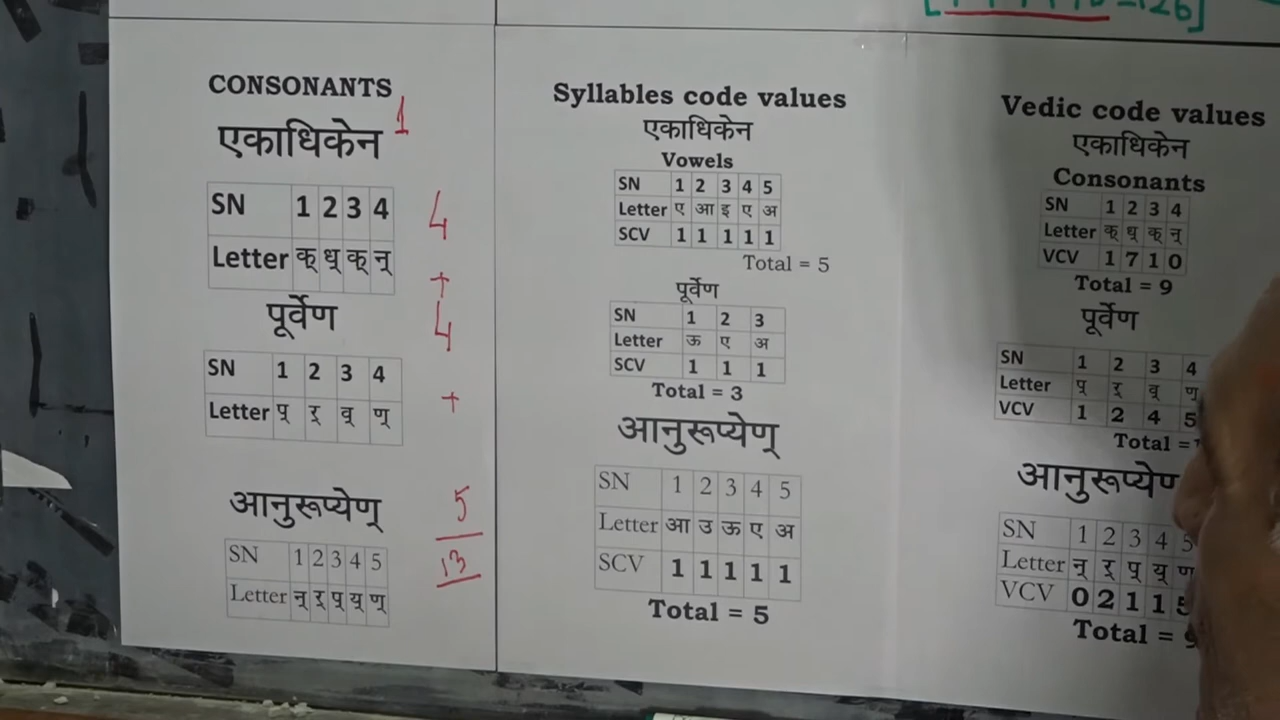 = 126]
CONSONANTS
1
एकाधिकेन
SN 1 2 3 4
4
Letter क् ध् क् न्
+
पूर्वेण
4
SN 1 2 3 4
+
Letter प् र् व् ण्
आनुरूप्येण्
5
SN 1 2 3 4 5
13
Letter न् र् प् य् ण्
Syllables code values
एकाधिकेन
Vowels
SN 1 2 3 4 5
Letter ए आ इ ए अ
SCV 1 1 1 1 1
Total = 5
पूर्वेण
SN 1 2 3
Letter ऊ ए अ
SCV 1 1 1
Total = 3
आनुरूप्येण्
SN 1 2 3 4 5
Letter आ उ ऊ ए अ
SCV 1 1 1 1 1
Total = 5
Vedic code values
एकाधिकेन
Consonants
SN 1 2 3 4
Letter क् ध् क् न्
VCV 1 7 1 0
Total = 9
पूर्वेण
SN 1 2 3 4
Letter प् र् व् ण्
VCV 1 2 4 5
Total =
आनुरूप्येण
SN 1 2 3 4 5
Letter न् र् प् य् ण्
VCV 0 2 1 1 5
Total = 9